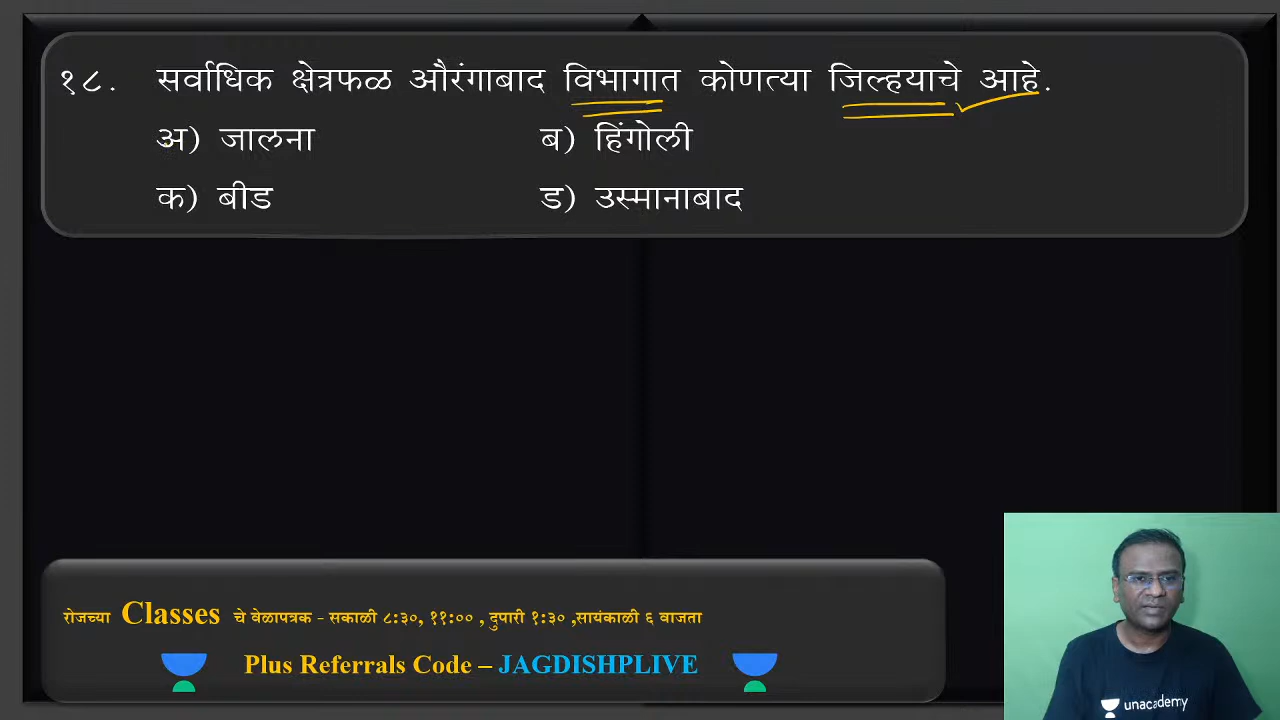 १८. सर्वाधिक क्षेत्रफळ औरंगाबाद विभागात कोणत्या जिल्हयाचे आहे.
अ) जालना ब) हिंगोली
क) बीड ड) उस्मानाबाद
रोजच्या Classes चे वेळापत्रक - सकाळी ८:३०, ११:०० , दुपारी १:३० ,सायंकाळी ६ वाजता
Plus Referrals Code – JAGDISHPLIVE
unacademy